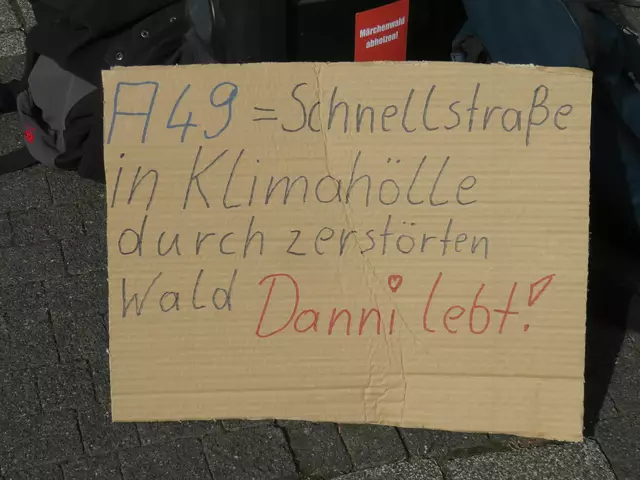 Märchenwald
abholzen!
A49 = Schnellstraße
in Klimahölle
durch zerstörten
Wald Danni lebt!